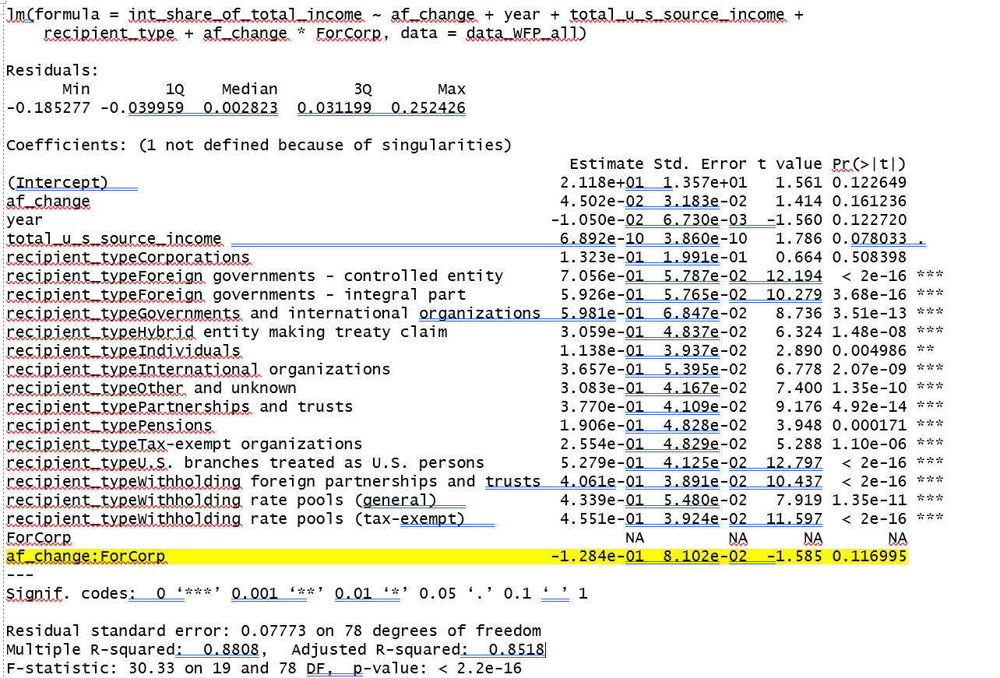 lm(formula = int_share_of_total_income ~ af_change + year + total_u_s_source_income +
    recipient_type + af_change * ForCorp, data = data_WFP_all)

Residuals:
      Min        1Q    Median        3Q       Max
-0.185277 -0.039959  0.002823  0.031199  0.252426

Coefficients: (1 not defined because of singularities)
                                                            Estimate Std. Error t value Pr(>|t|)
(Intercept)                                                2.118e+01  1.357e+01   1.561 0.122649
af_change                                                  4.502e-02  3.183e-02   1.414 0.161236
year                                                      -1.050e-02  6.730e-03  -1.560 0.122720
total_u_s_source_income                                    6.892e-10  3.860e-10   1.786 0.078033 .
recipient_typeCorporations                                 1.323e-01  1.991e-01   0.664 0.508398
recipient_typeForeign governments - controlled entity      7.056e-01  5.787e-02  12.194  < 2e-16 ***
recipient_typeForeign governments - integral part          5.926e-01  5.765e-02  10.279 3.68e-16 ***
recipient_typeGovernments and international organizations  5.981e-01  6.847e-02   8.736 3.51e-13 ***
recipient_typeHybrid entity making treaty claim            3.059e-01  4.837e-02   6.324 1.48e-08 ***
recipient_typeIndividuals                                  1.138e-01  3.937e-02   2.890 0.004986 **
recipient_typeInternational organizations                  3.657e-01  5.395e-02   6.778 2.07e-09 ***
recipient_typeOther and unknown                            3.083e-01  4.167e-02   7.400 1.35e-10 ***
recipient_typePartnerships and trusts                      3.770e-01  4.109e-02   9.176 4.92e-14 ***
recipient_typePensions                                     1.906e-01  4.828e-02   3.948 0.000171 ***
recipient_typeTax-exempt organizations                     2.554e-01  4.829e-02   5.288 1.10e-06 ***
recipient_typeU.S. branches treated as U.S. persons        5.279e-01  4.125e-02  12.797  < 2e-16 ***
recipient_typeWithholding foreign partnerships and trusts  4.061e-01  3.891e-02  10.437  < 2e-16 ***
recipient_typeWithholding rate pools (general)             4.339e-01  5.480e-02   7.919 1.35e-11 ***
recipient_typeWithholding rate pools (tax-exempt)          4.551e-01  3.924e-02  11.597  < 2e-16 ***
ForCorp                                                           NA         NA      NA       NA
af_change:ForCorp                                         -1.284e-01  8.102e-02  -1.585 0.116995
---
Signif. codes:  0 ‘***’ 0.001 ‘**’ 0.01 ‘*’ 0.05 ‘.’ 0.1 ‘ ’ 1

Residual standard error: 0.07773 on 78 degrees of freedom
Multiple R-squared:  0.8808,	Adjusted R-squared:  0.8518
F-statistic: 30.33 on 19 and 78 DF,  p-value: < 2.2e-16